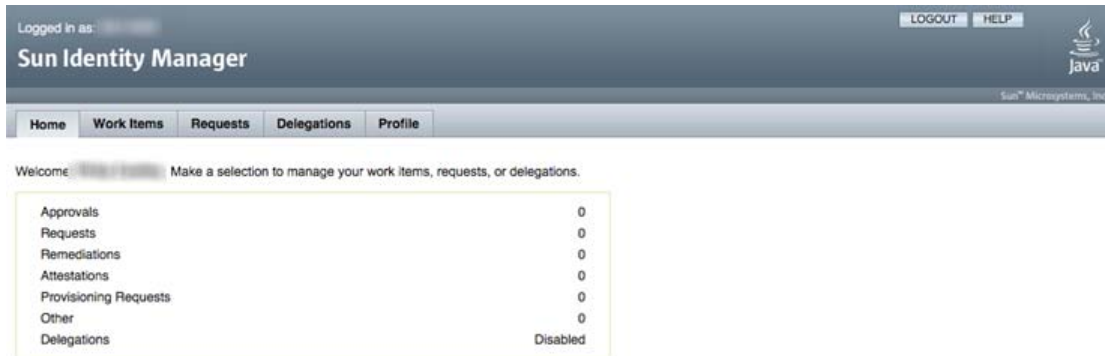 Logged in as:
LOGOUT HELP
Sun Identity Manager
Java
Sun™ Microsystems, Inc
Home Work Items Requests Delegations Profile
Welcome Make a selection to manage your work items, requests, or delegations.
Approvals 0
Requests 0
Remediations 0
Attestations 0
Provisioning Requests 0
Other 0
Delegations Disabled